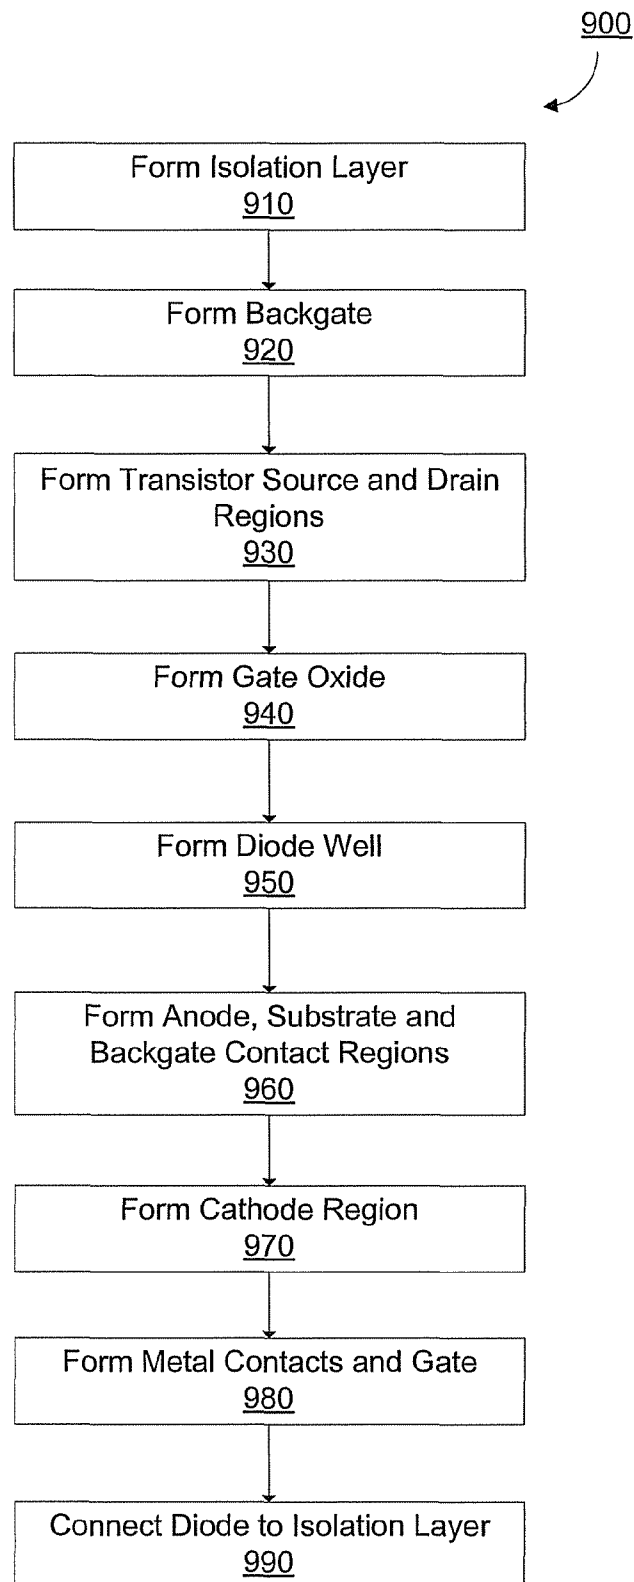 900
Form Isolation Layer
910
Form Backgate
920
Form Transistor Source and Drain
Regions
930
Form Gate Oxide
940
Form Diode Well
950
Form Anode, Substrate and
Backgate Contact Regions
960
Form Cathode Region
970
Form Metal Contacts and Gate
980
Connect Diode to Isolation Layer
990